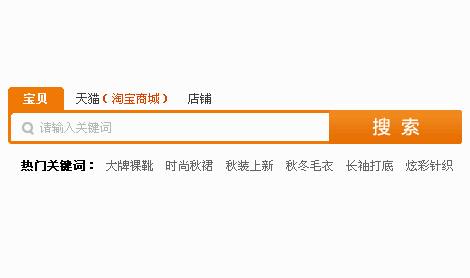 宝贝 天猫（淘宝商城） 店铺
请输入关键词 搜 索
热门关键词： 大牌裸靴 时尚秋裙 秋装上新 秋冬毛衣 长袖打底 炫彩针织